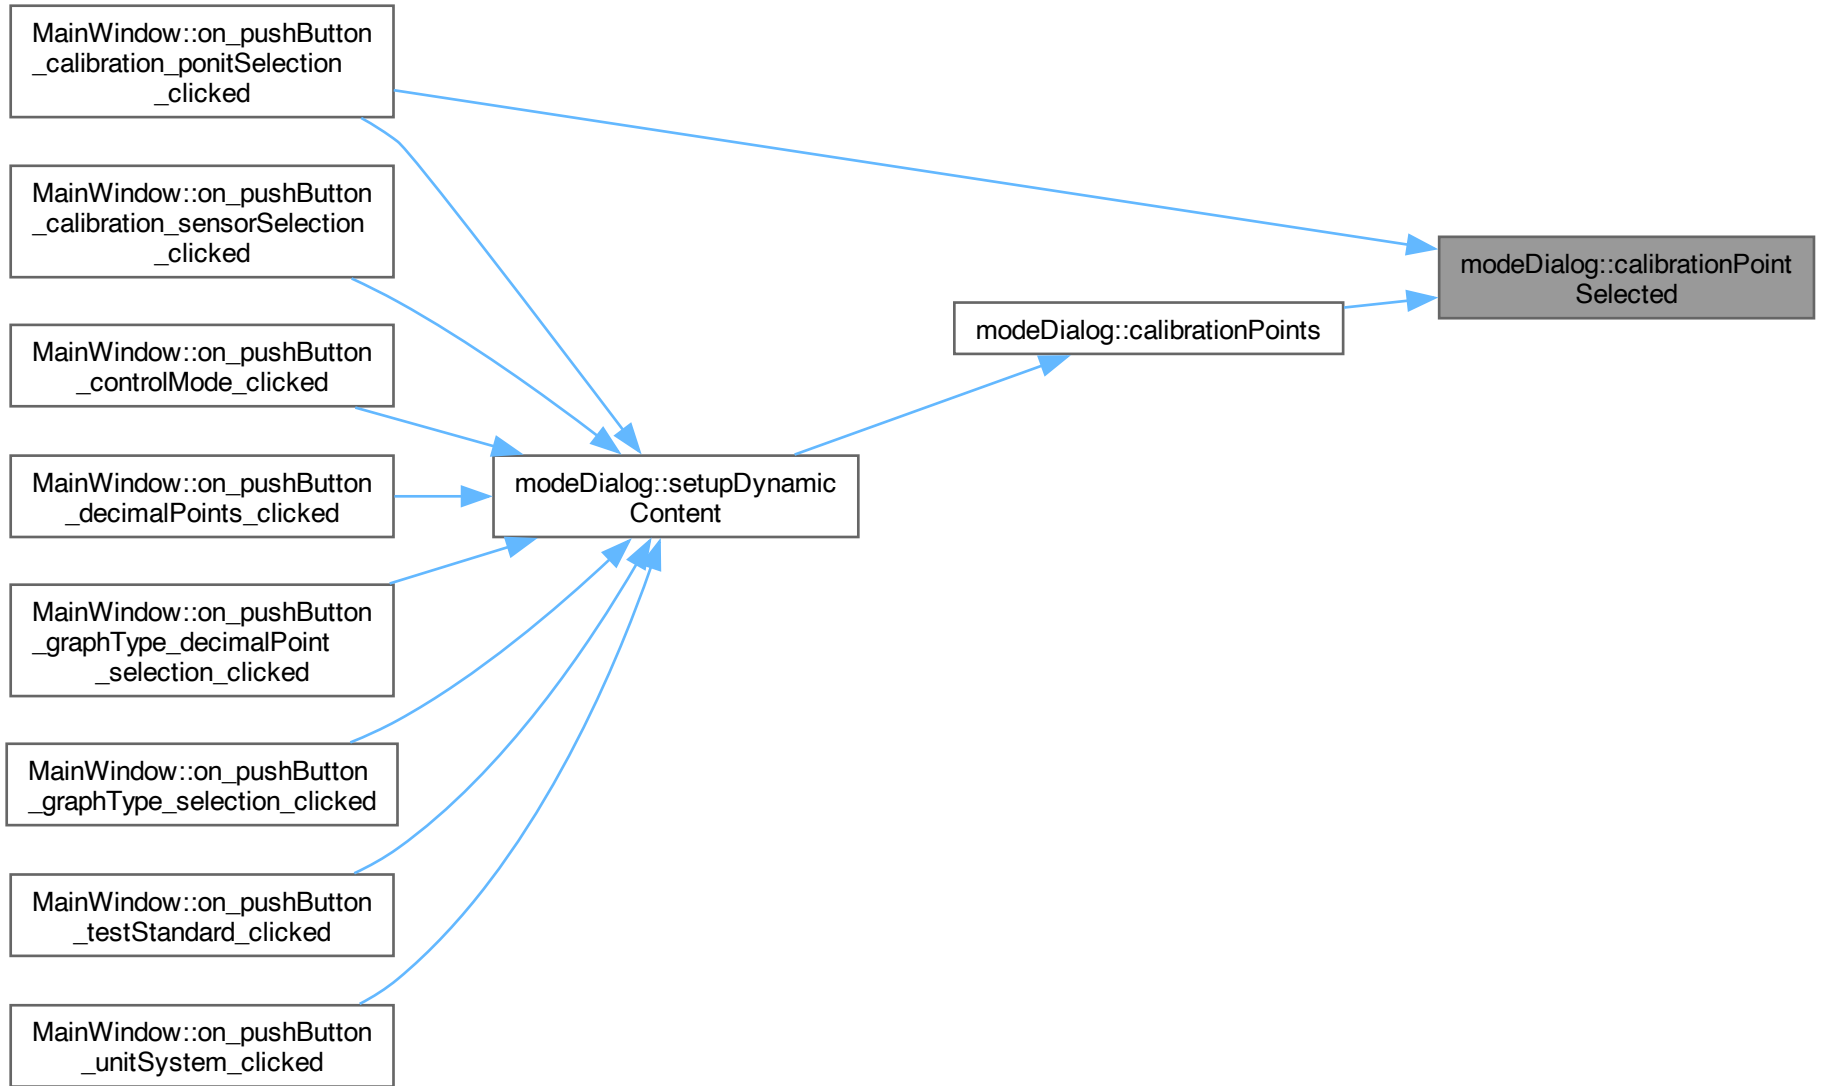 MainWindow::on_pushButton
_calibration_ponitSelection
_clicked
MainWindow::on_pushButton
_calibration_sensorSelection
_clicked
MainWindow::on_pushButton
_controlMode_clicked
MainWindow::on_pushButton
_decimalPoints_clicked
MainWindow::on_pushButton
_graphType_decimalPoint
_selection_clicked
MainWindow::on_pushButton
_graphType_selection_clicked
MainWindow::on_pushButton
_testStandard_clicked
MainWindow::on_pushButton
_unitSystem_clicked
modeDialog::setupDynamic
Content
modeDialog::calibrationPoints
modeDialog::calibrationPoint
Selected